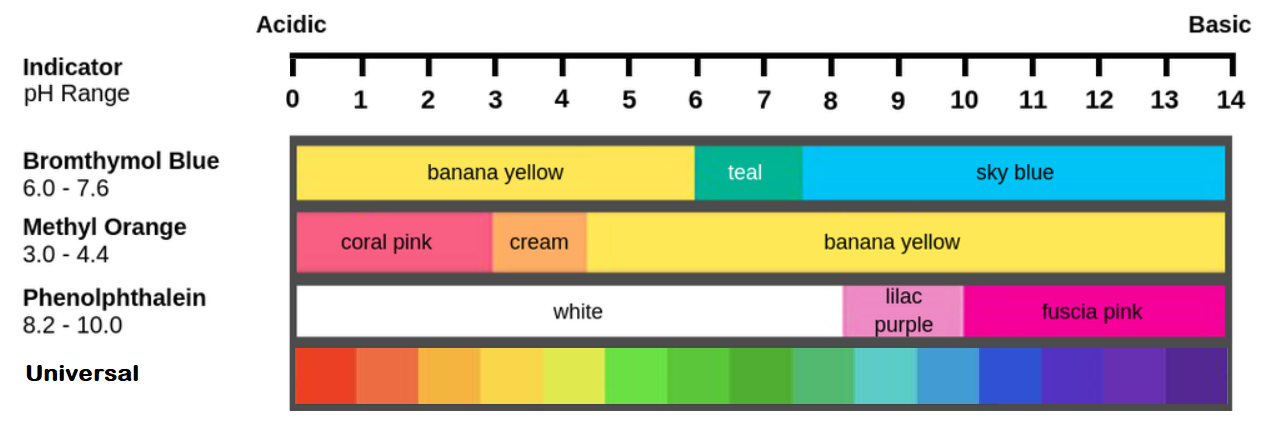 Acidic Basic
Indicator
pH Range
0 1 2 3 4 5 6 7 8 9 10 11 12 13 14
Bromthymol Blue
6.0 - 7.6
banana yellow teal sky blue
Methyl Orange
3.0 - 4.4
coral pink cream banana yellow
Phenolphthalein
8.2 - 10.0
white lilac purple fuscia pink
Universal